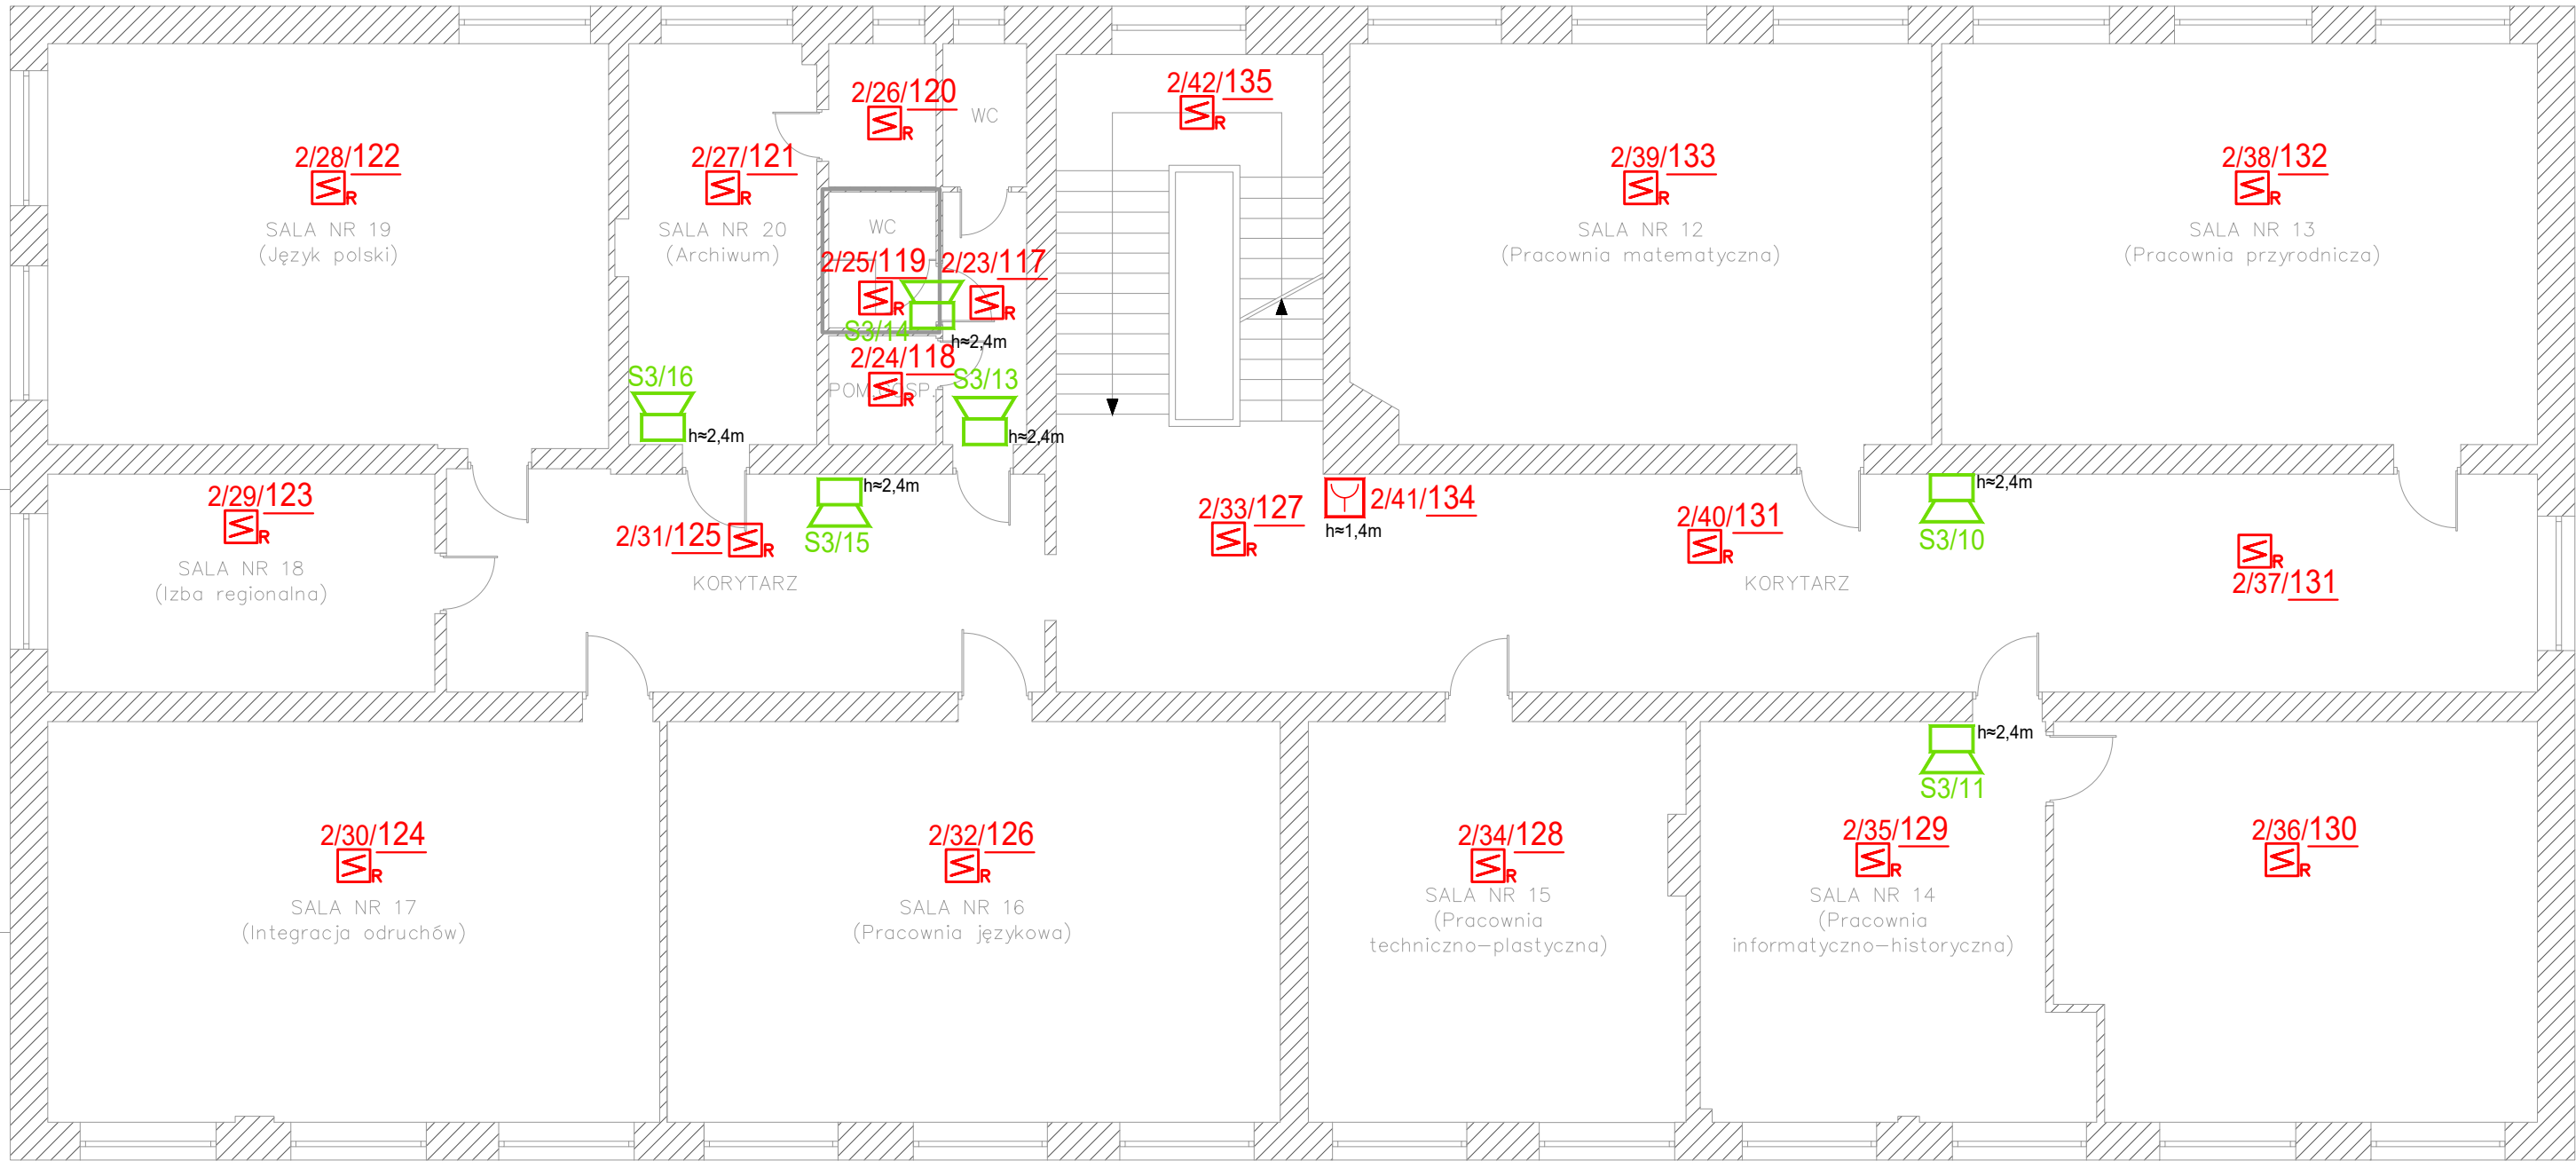 2/28/122
R
SALA NR 19
(Język polski)
2/27/121
R
SALA NR 20
(Archiwum)
2/26/120
R
WC
WC
2/25/119
R
2/23/117
R
S3/14
h≈2,4m
2/24/118
R
POM.GOSP.
S3/13
h≈2,4m
S3/16
h≈2,4m
2/42/135
R
2/39/133
R
SALA NR 12
(Pracownia matematyczna)
2/38/132
R
SALA NR 13
(Pracownia przyrodnicza)
2/29/123
R
SALA NR 18
(Izba regionalna)
2/31/125
R
KORYTARZ
h≈2,4m
S3/15
2/33/127
R
2/41/134
h≈1,4m
2/40/131
R
KORYTARZ
h≈2,4m
S3/10
R
2/37/131
2/30/124
R
SALA NR 17
(Integracja odruchów)
2/32/126
R
SALA NR 16
(Pracownia językowa)
2/34/128
R
SALA NR 15
(Pracownia
techniczno-plastyczna)
h≈2,4m
S3/11
2/35/129
R
SALA NR 14
(Pracownia
informatyczno-historyczna)
2/36/130
R